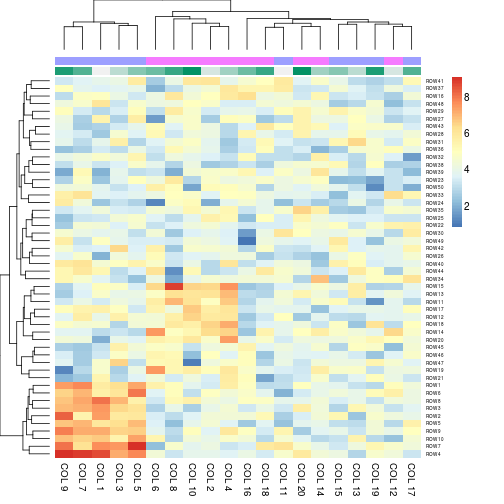 ROW41
ROW37
ROW16
ROW48
ROW29
ROW27
ROW43
ROW28
ROW31
ROW36
ROW32
ROW38
ROW39
ROW23
ROW50
ROW33
ROW24
ROW35
ROW25
ROW22
ROW30
ROW49
ROW42
ROW26
ROW40
ROW44
ROW34
ROW15
ROW13
ROW11
ROW17
ROW12
ROW18
ROW14
ROW20
ROW45
ROW46
ROW47
ROW19
ROW21
ROW1
ROW6
ROW8
ROW3
ROW2
ROW5
ROW9
ROW10
ROW7
ROW4
8
6
4
2
COL 9
COL 7
COL 1
COL 3
COL 5
COL 6
COL 8
COL 10
COL 2
COL 4
COL 16
COL 18
COL 11
COL 20
COL 14
COL 15
COL 13
COL 19
COL 12
COL 17